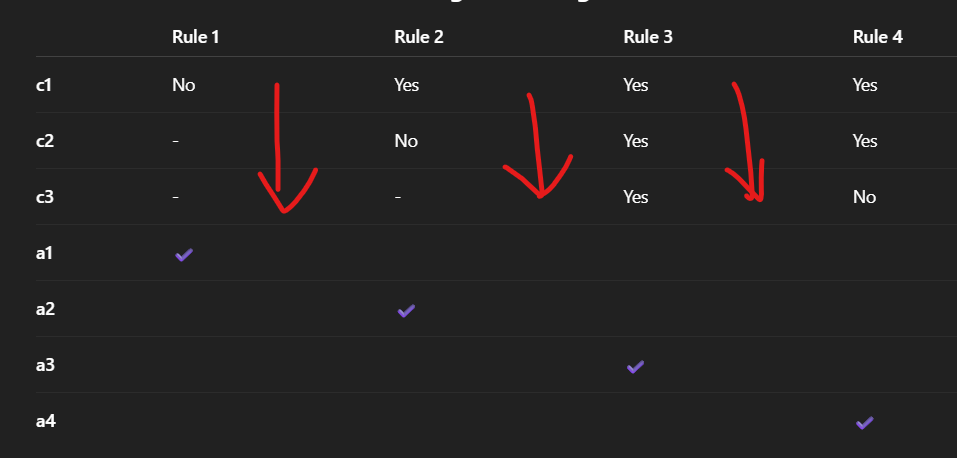 Rule 1 Rule 2 Rule 3 Rule 4
c1 No Yes Yes Yes
c2 - No Yes Yes
c3 - - Yes No
a1 ✓
a2 ✓
a3 ✓
a4 ✓